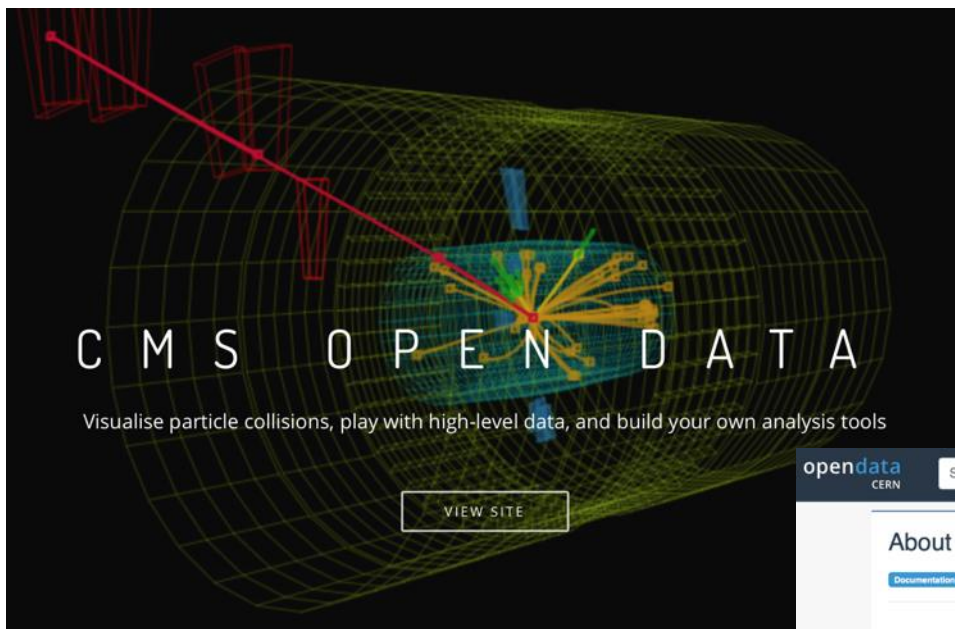 CMS OPEN DATA
Visualise particle collisions, play with high-level data, and build your own analysis tools
VIEW SITE
opendata
CERN
About
Documentation